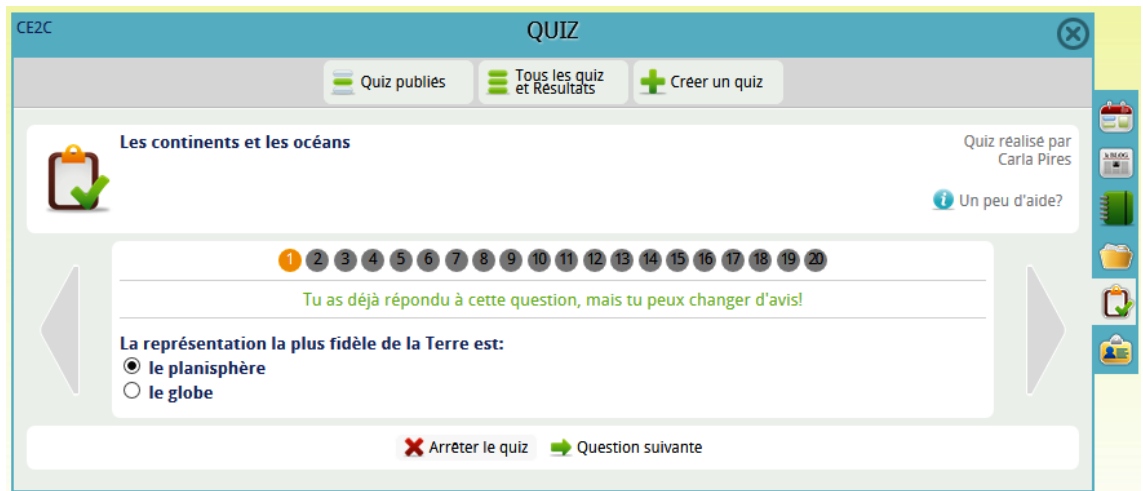 CE2C
QUIZ
Quiz publiés
Tous les quiz
et Résultats
Créer un quiz
Les continents et les océans
Quiz réalisé par
Carla Pires
Un peu d'aide?
1 2 3 4 5 6 7 8 9 10 11 12 13 14 15 16 17 18 19 20
Tu as déjà répondu à cette question, mais tu peux changer d'avis!
La représentation la plus fidèle de la Terre est:
le planisphère
le globe
Arrêter le quiz
Question suivante